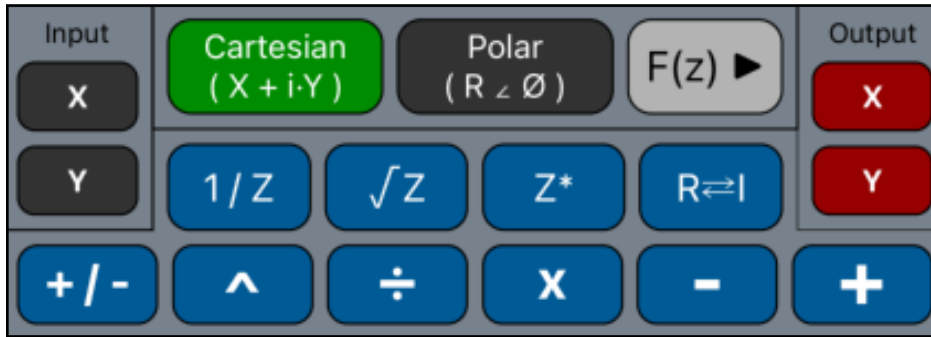 Input
Cartesian
( X + i·Y )
Polar
( R ∠ Ø )
F(z) ►
Output
X
X
Y
1 / Z
√Z
Z*
R⇄I
Y
+ / -
^
÷
x
-
+